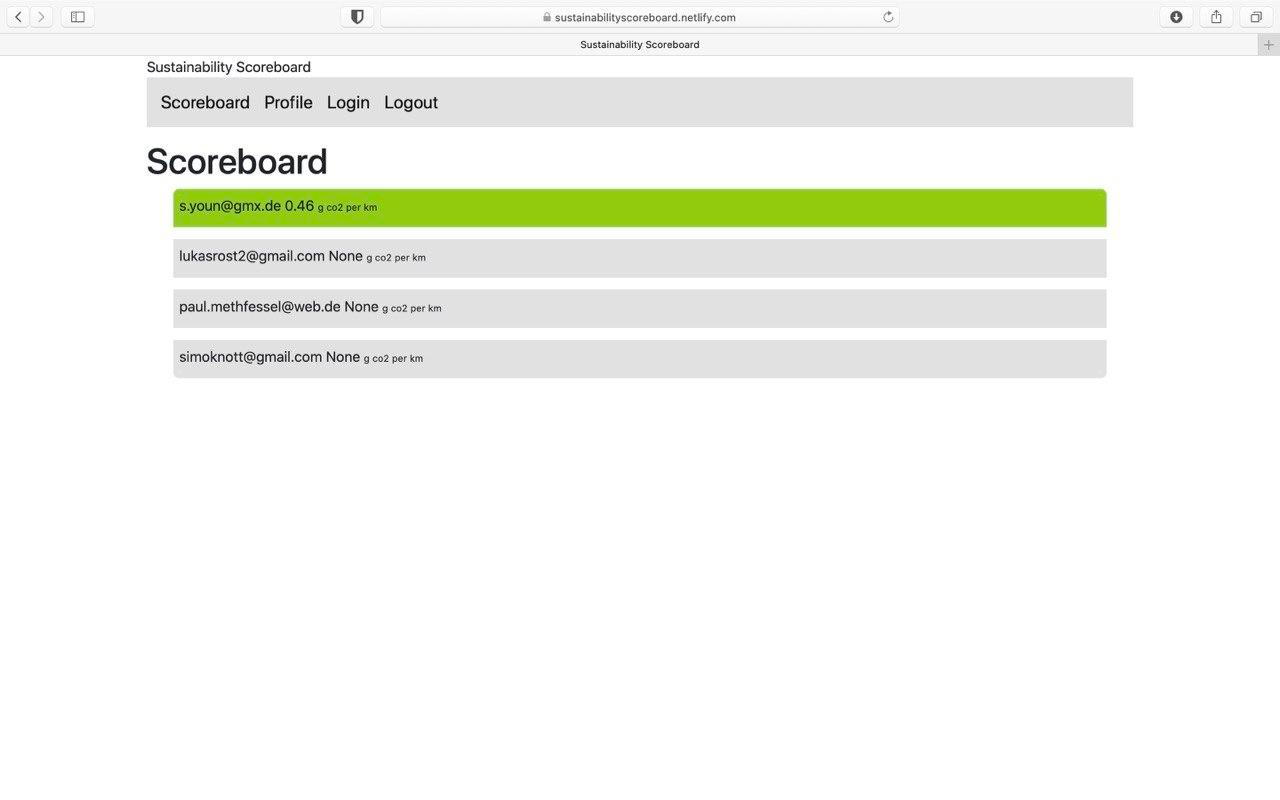 sustainabilityscoreboard.netlify.com
Sustainability Scoreboard
Sustainability Scoreboard
Scoreboard Profile Login Logout
Scoreboard
s.youn@gmx.de 0.46 g co2 per km
lukasrost2@gmail.com None g co2 per km
paul.methfessel@web.de None g co2 per km
simoknott@gmail.com None g co2 per km